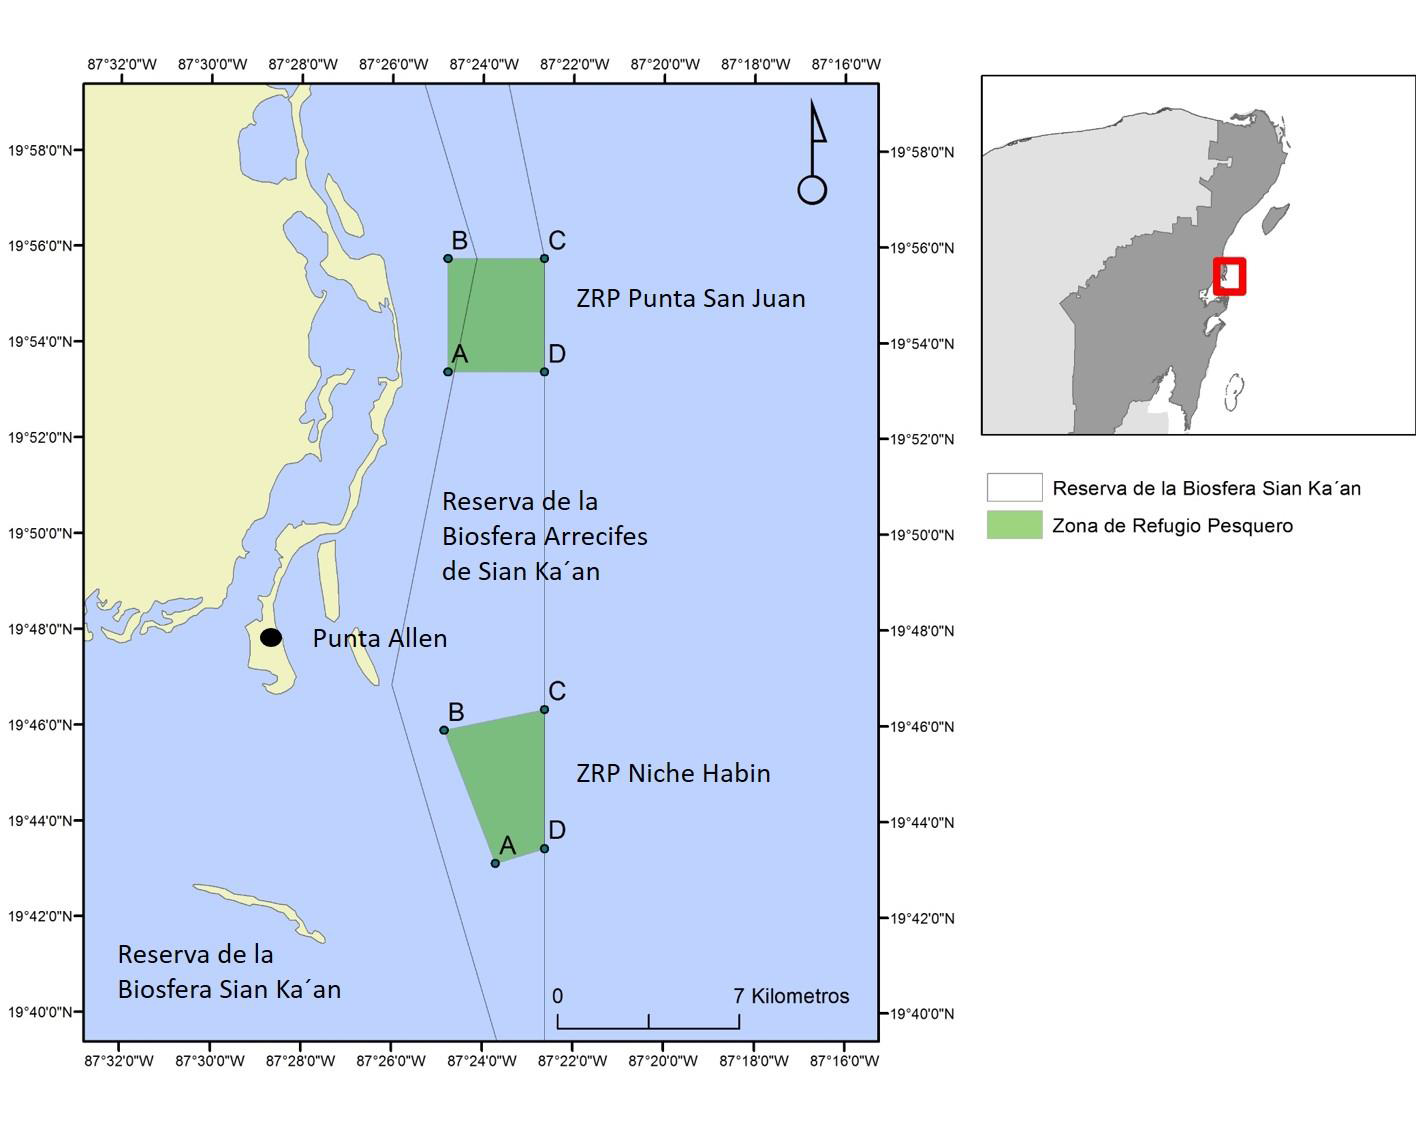 87°32'0"W 87°30'0"W 87°28'0"W 87°26'0"W 87°24'0"W 87°22'0"W 87°20'0"W 87°18'0"W 87°16'0"W
19°58'0"N 19°58'0"N
B C
19°56'0"N 19°56'0"N
ZRP Punta San Juan
19°54'0"N 19°54'0"N
A D
19°52'0"N 19°52'0"N
Reserva de la Biosfera Sian Ka´an
Reserva de la
Zona de Refugio Pesquero
19°50'0"N 19°50'0"N
Biosfera Arrecifes
de Sian Ka´an
19°48'0"N 19°48'0"N
Punta Allen
C
B
19°46'0"N 19°46'0"N
ZRP Niche Habin
19°44'0"N 19°44'0"N
D
A
19°42'0"N 19°42'0"N
Reserva de la
Biosfera Sian Ka´an
0 7 Kilometros
19°40'0"N 19°40'0"N
87°32'0"W 87°30'0"W 87°28'0"W 87°26'0"W 87°24'0"W 87°22'0"W 87°20'0"W 87°18'0"W 87°16'0"W